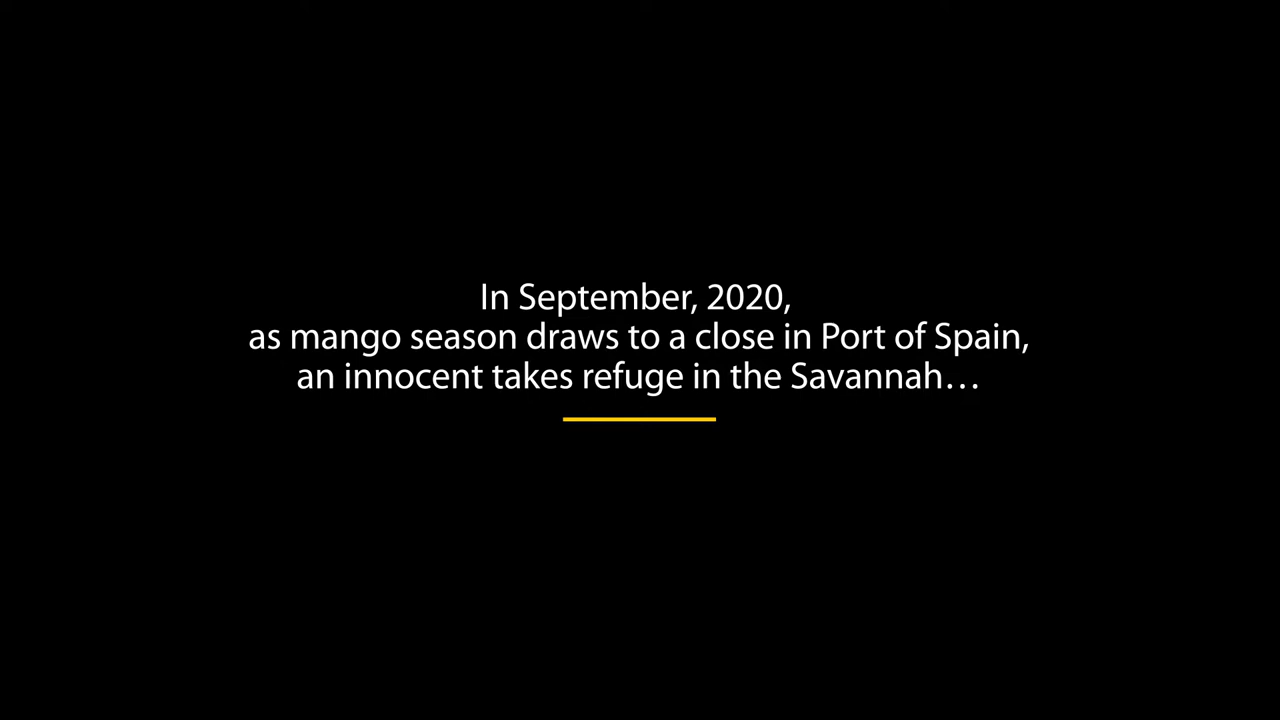 In September, 2020,
as mango season draws to a close in Port of Spain,
an innocent takes refuge in the Savannah…